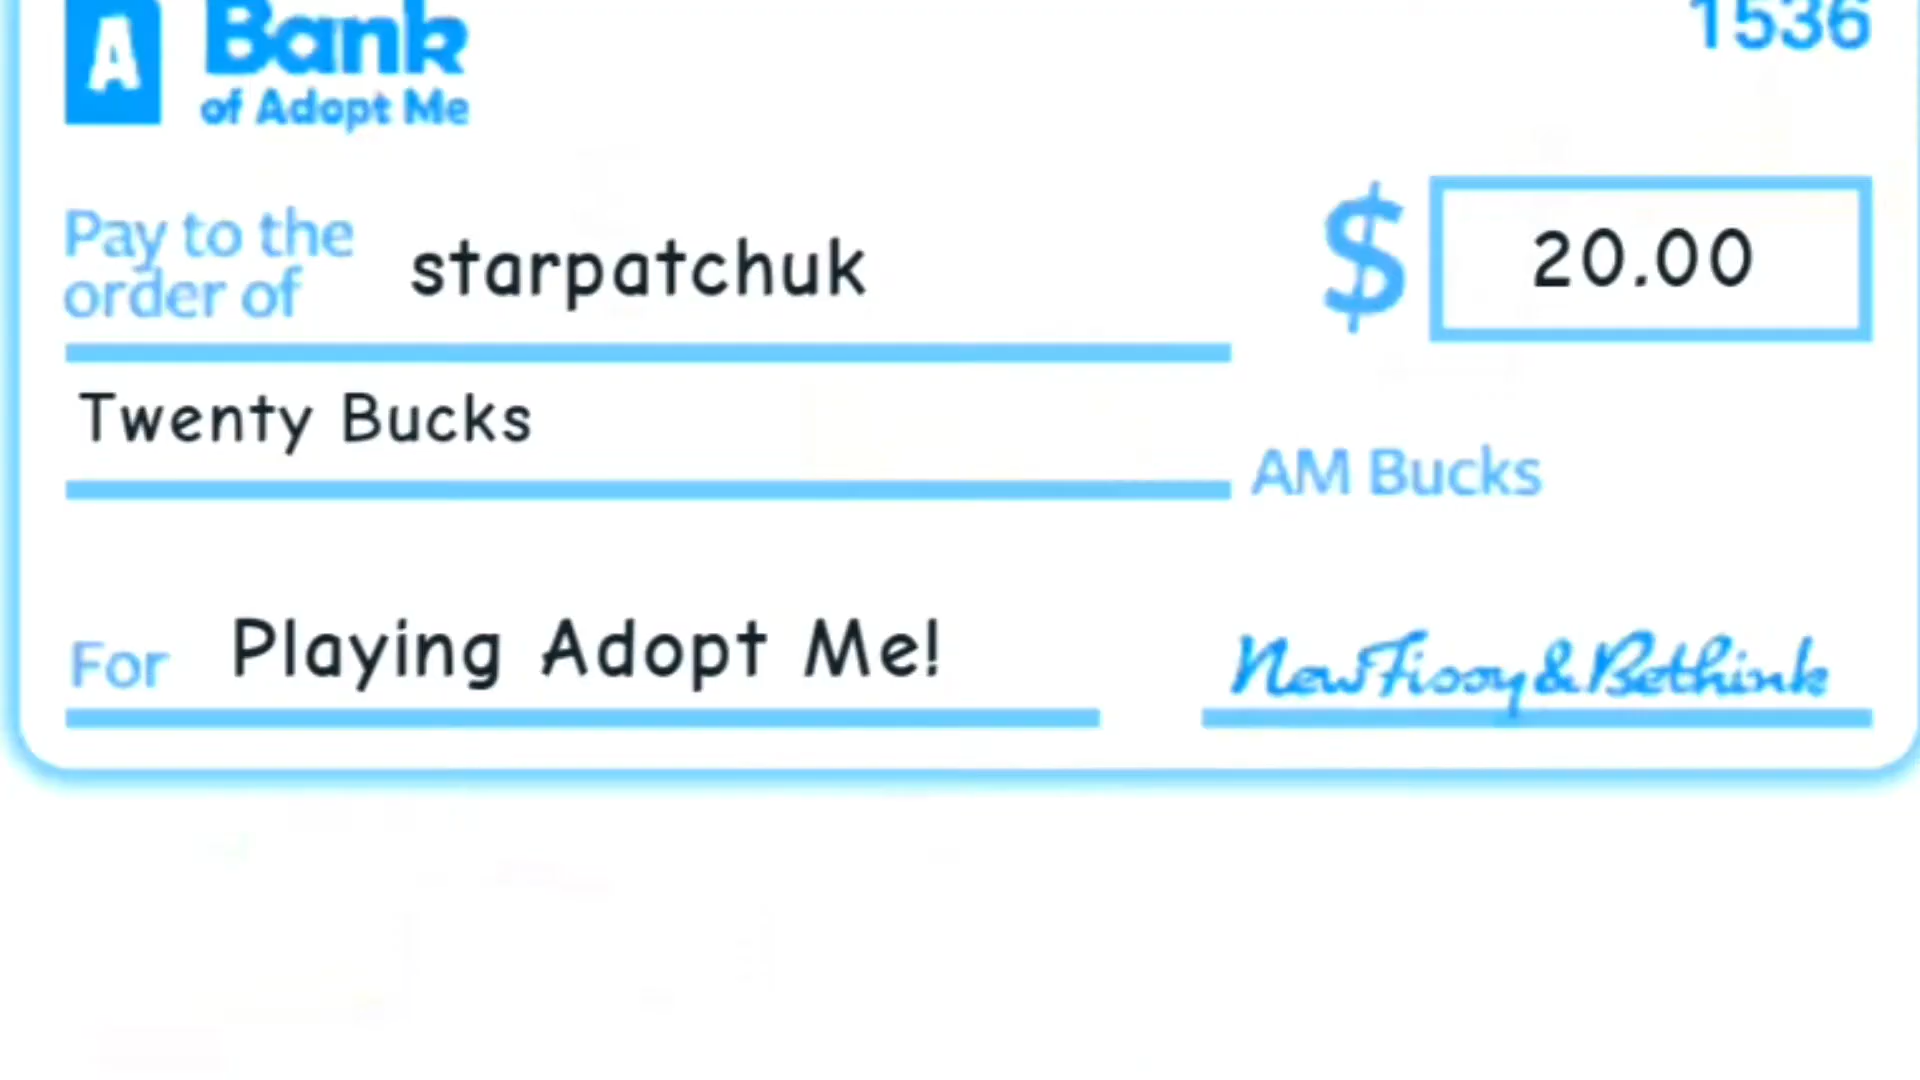 A
Bank
of Adopt Me
1536
Pay to the
order of
starpatchuk
$ 20.00
Twenty Bucks
AM Bucks
For Playing Adopt Me!
NewFissy & Bethink